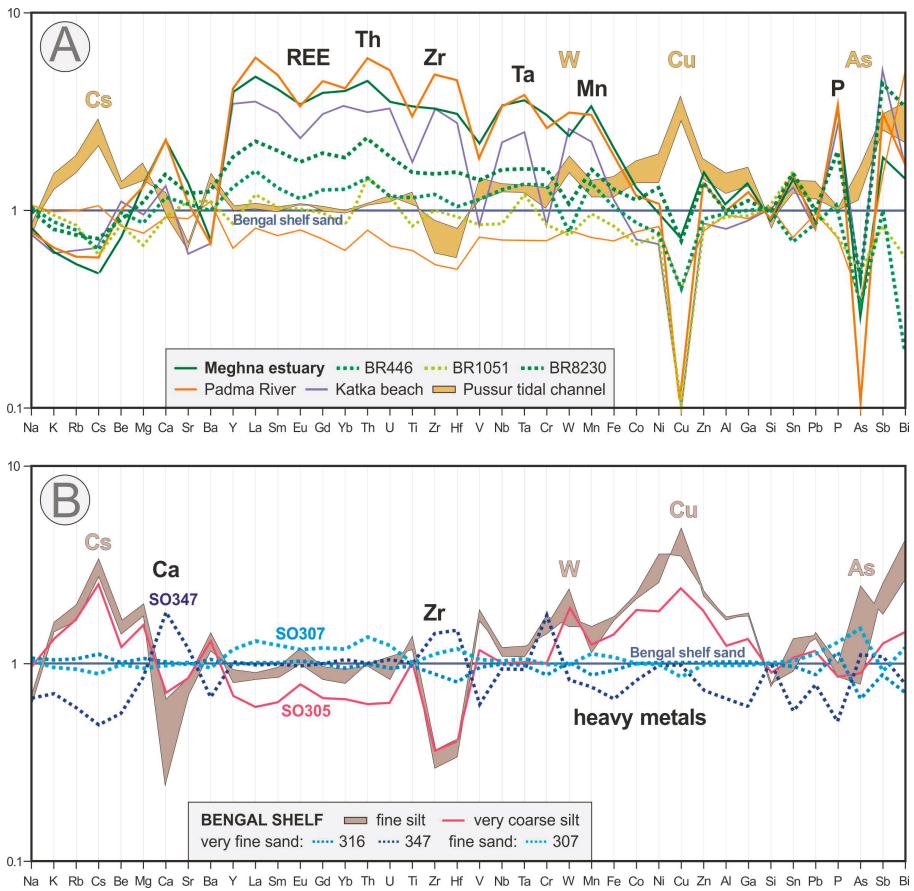 10
A
REE
Th
Zr
Ta
W
Mn
Cu
P
As
Cs
1
Bengal shelf sand
Meghna estuary BR446 BR1051 BR8230
Padma River Katka beach Pussur tidal channel
0.1
Na K Rb Cs Be Mg Ca Sr Ba Y La Sm Eu Gd Yb Th U Ti Zr Hf V Nb Ta Cr W Mn Fe Co Ni Cu Zn Al Ga Si Sn Pb P As Sb Bi
10
B
Cs
Ca
SO347
SO307
SO305
Zr
W
Cu
As
1
Bengal shelf sand
heavy metals
BENGAL SHELF fine silt very coarse silt
very fine sand: 316 347 fine sand: 307
0.1
Na K Rb Cs Be Mg Ca Sr Ba Y La Sm Eu Gd Yb Th U Ti Zr Hf V Nb Ta Cr W Mn Fe Co Ni Cu Zn Al Ga Si Sn Pb P As Sb Bi